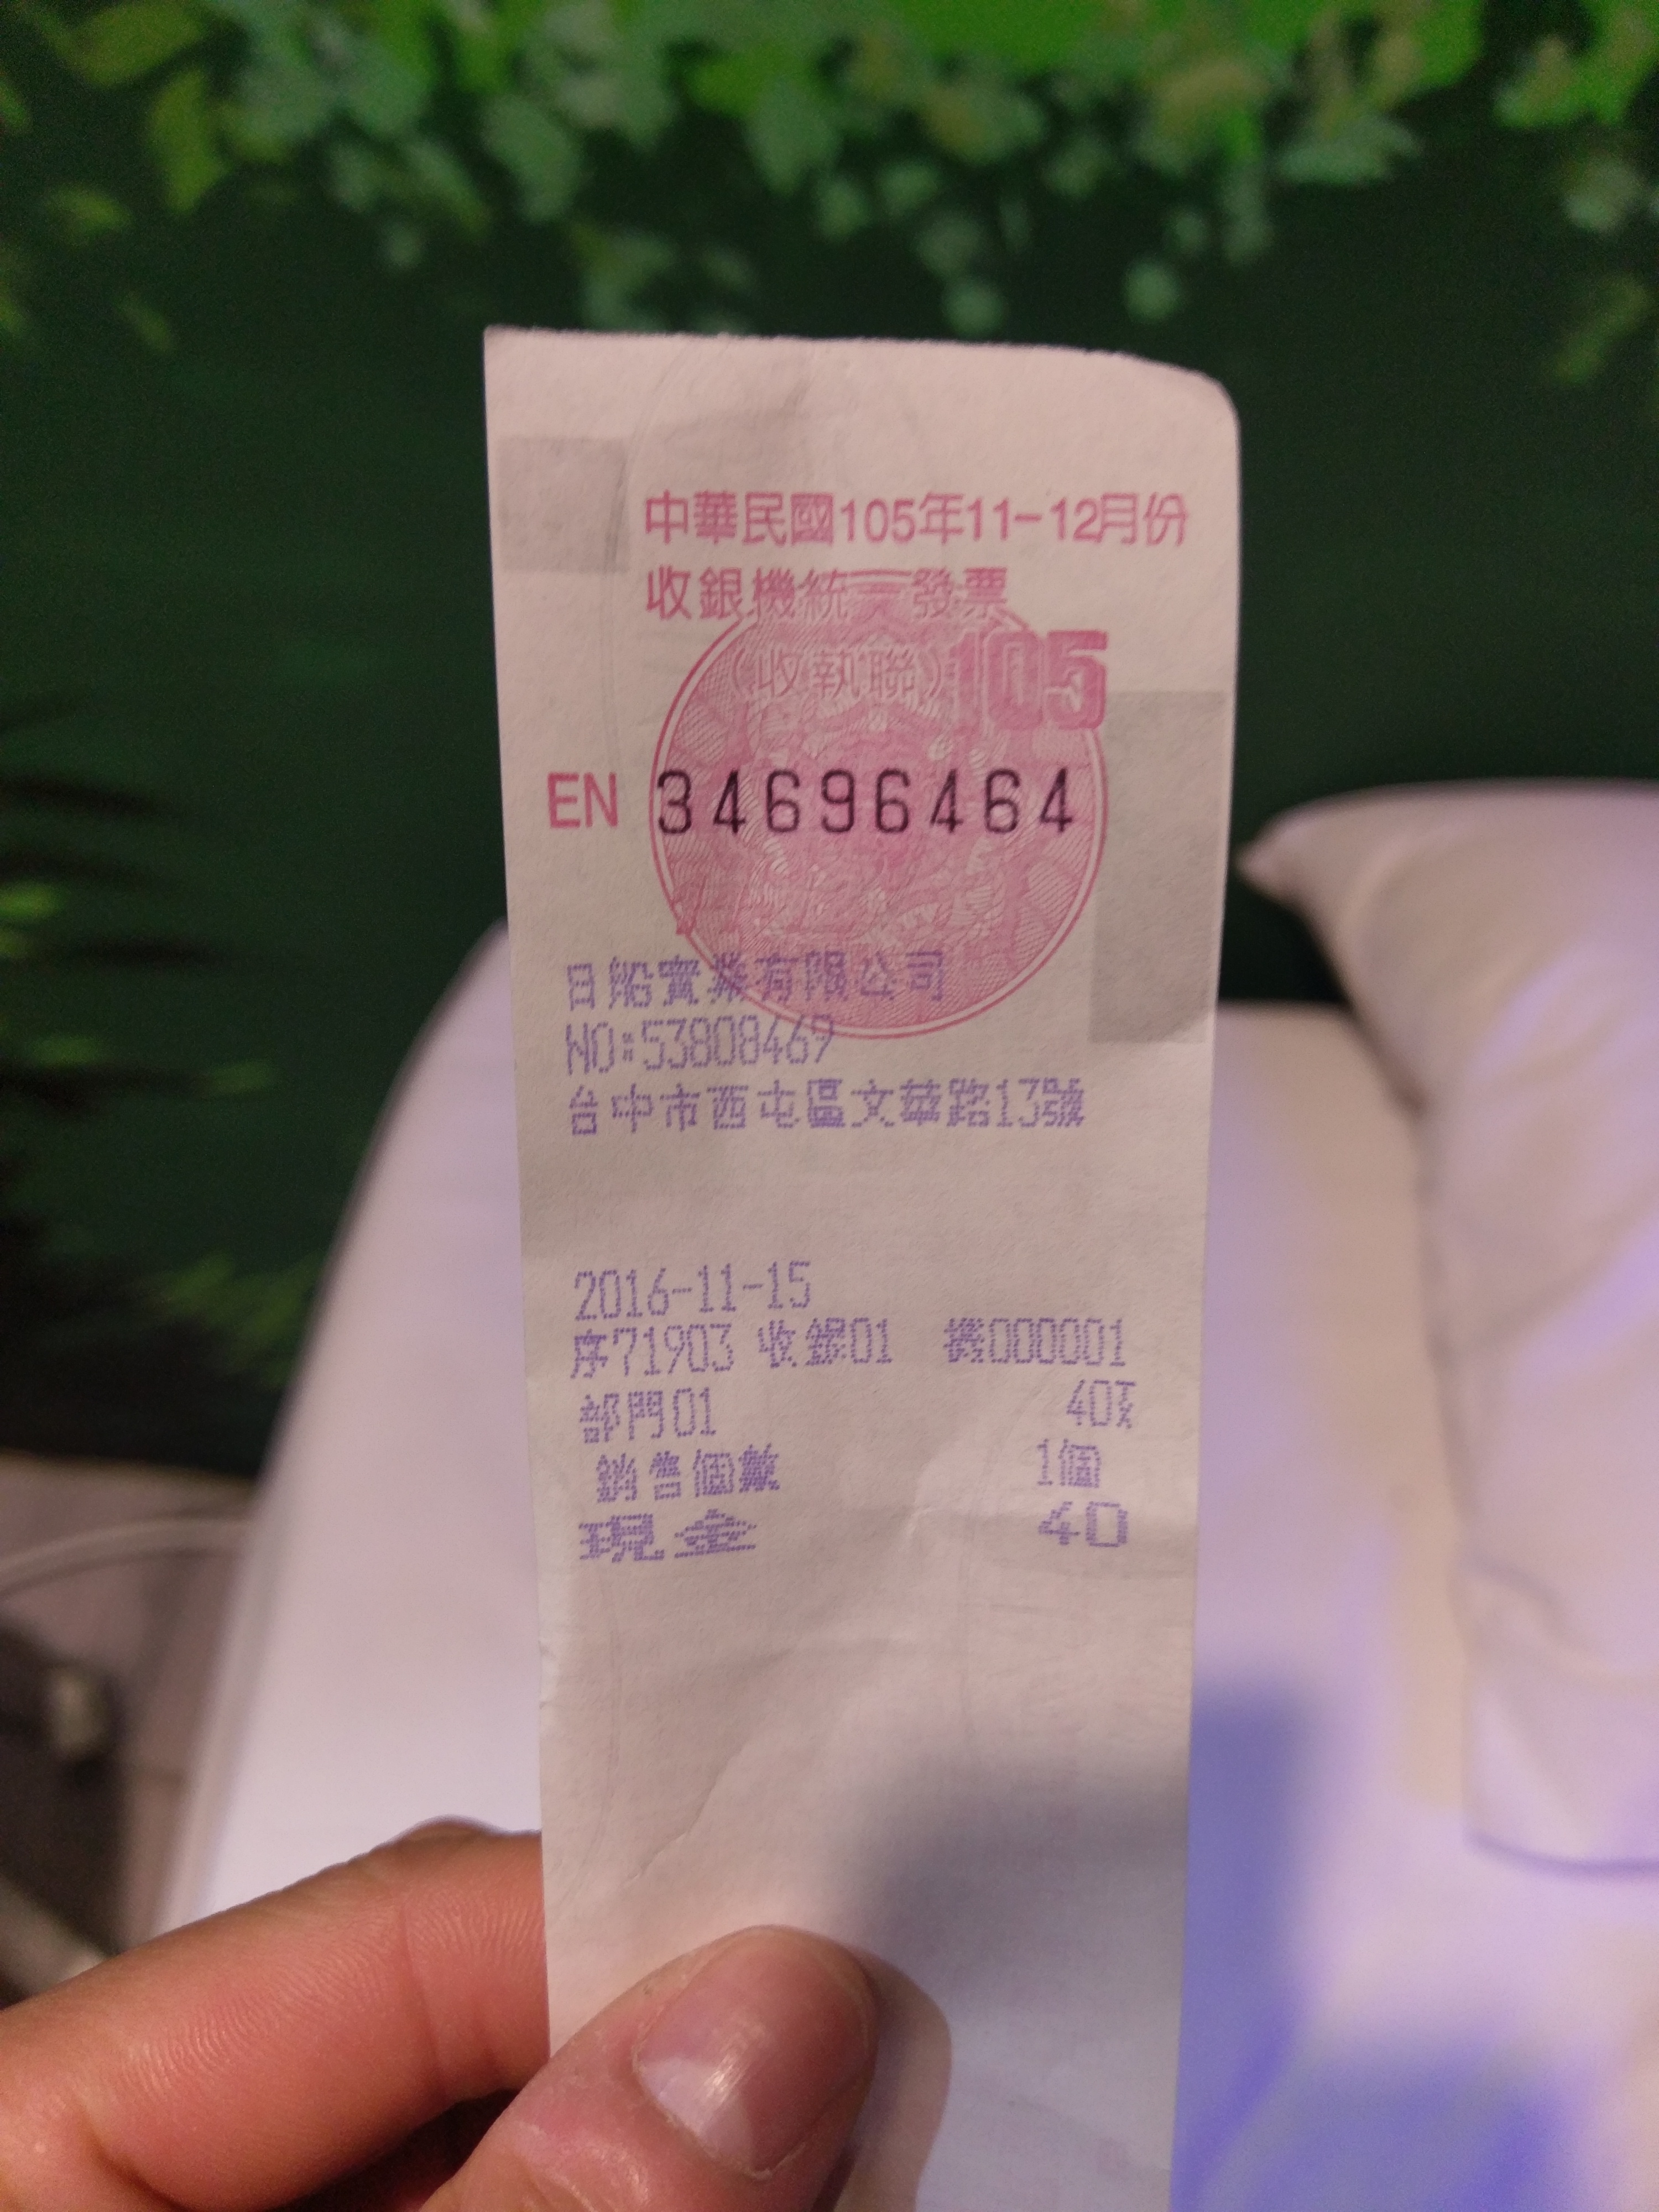 中華民國105年11-12月份
收銀機統一發票
(收執聯)105
EN 34696464
日船實業有限公司
NO:53808469
台中市西屯區文華路13號
2016-11-15
序71903 收銀01 機000001
部門01 40
銷售個數 1個
現金 40